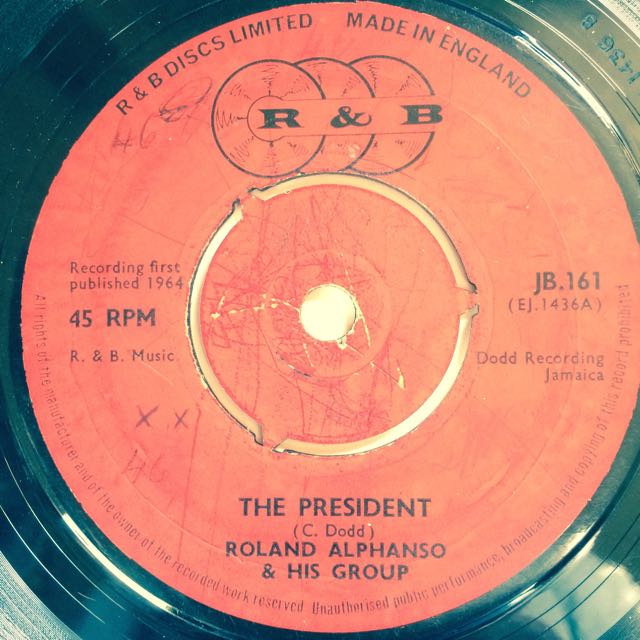 R & B DISCS LIMITED MADE IN ENGLAND
R & B
Recording first
published 1964
45 RPM
R. & B. Music.
JB.161
(EJ.1436A)
Dodd Recording
Jamaica
x x
46
THE PRESIDENT
(C. Dodd)
ROLAND ALPHANSO
& HIS GROUP
All rights of the manufacturer and of the owner of the recorded work reserved. Unauthorised public performance, broadcasting and copying of this record prohibited